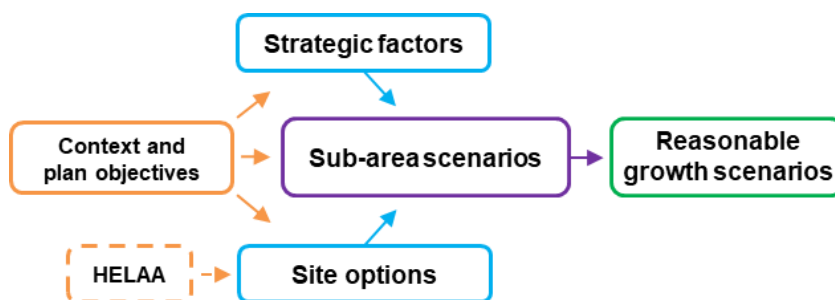 Strategic factors
Context and
plan objectives
Sub-area scenarios
Reasonable
growth scenarios
HELAA
Site options